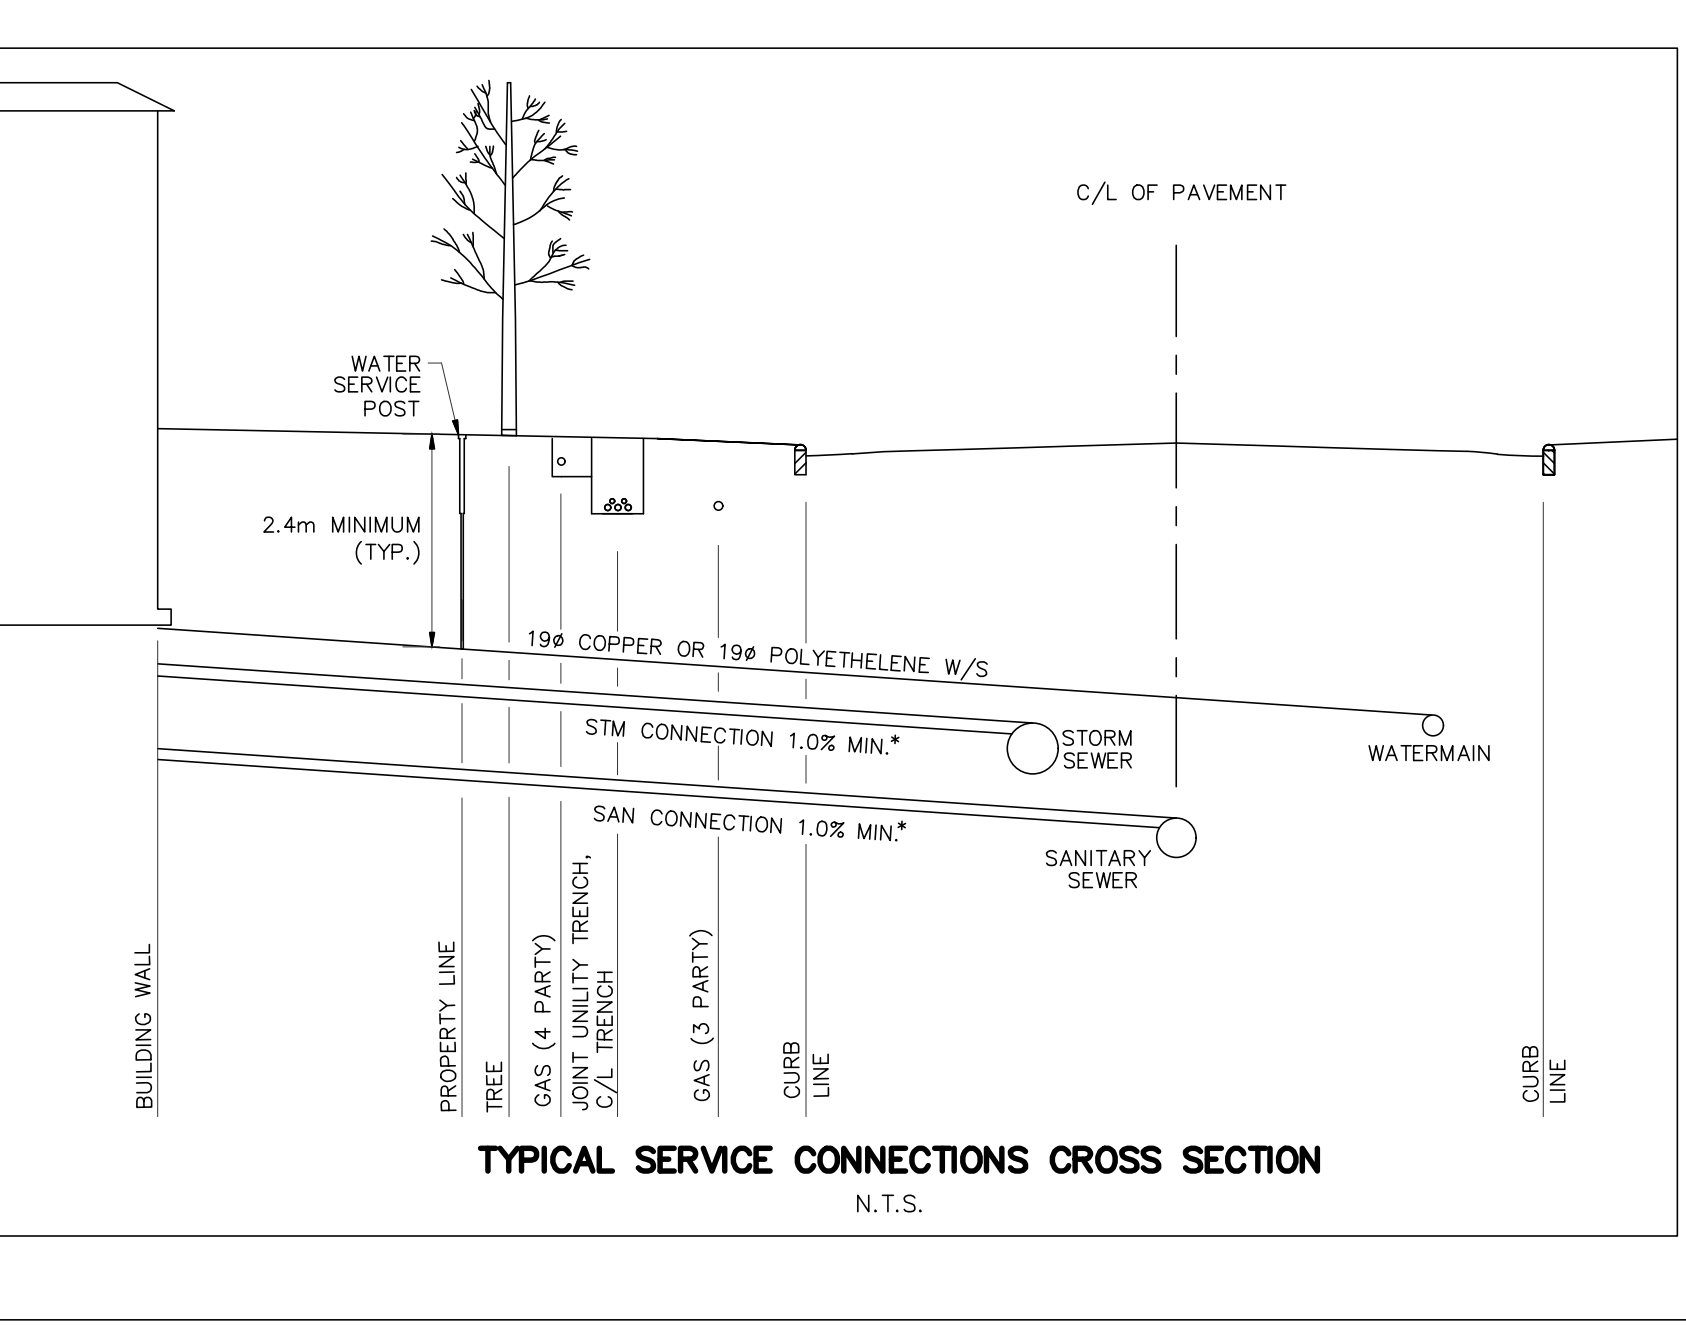 C/L OF PAVEMENT
WATER
SERVICE
POST
2.4m MINIMUM
(TYP.)
19ø COPPER OR 19ø POLYETHELENE W/S
STM CONNECTION 1.0% MIN.*
STORM
SEWER
WATERMAIN
SAN CONNECTION 1.0% MIN.*
SANITARY
SEWER
BUILDING WALL
PROPERTY LINE
TREE
GAS (4 PARTY)
JOINT UNILITY TRENCH,
C/L TRENCH
GAS (3 PARTY)
CURB
LINE
CURB
LINE
TYPICAL SERVICE CONNECTIONS CROSS SECTION
N.T.S.